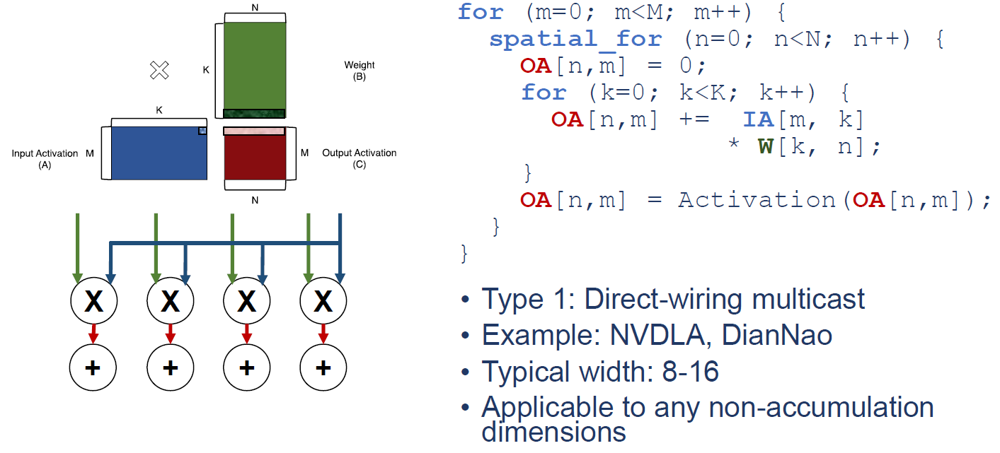 N
K
Weight
(B)
K
Input Activation
(A)
M
M
Output Activation
(C)
N
X X X X
+ + + +
for (m=0; m<M; m++) {
spatial_for (n=0; n<N; n++) {
OA[n,m] = 0;
for (k=0; k<K; k++) {
OA[n,m] += IA[m, k]
* W[k, n];
}
OA[n,m] = Activation(OA[n,m]);
}
}
• Type 1: Direct-wiring multicast
• Example: NVDLA, DianNao
• Typical width: 8-16
• Applicable to any non-accumulation
dimensions